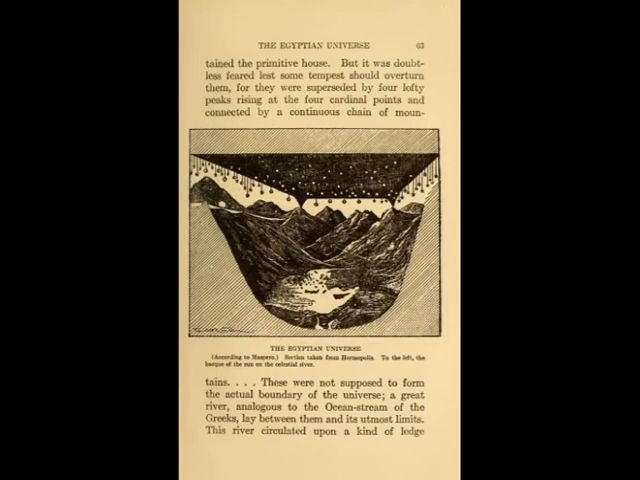 THE EGYPTIAN UNIVERSE 63
tained the primitive house. But it was doubt-
less feared lest some tempest should overturn
them, for they were superseded by four lofty
peaks rising at the four cardinal points and
connected by a continuous chain of moun-
THE EGYPTIAN UNIVERSE
(According to Maspero.) Section taken from Hermopolis. To the left, the
barque of the sun on the celestial river.
tains. . . . These were not supposed to form
the actual boundary of the universe; a great
river, analogous to the Ocean-stream of the
Greeks, lay between them and its utmost limits.
This river circulated upon a kind of ledge